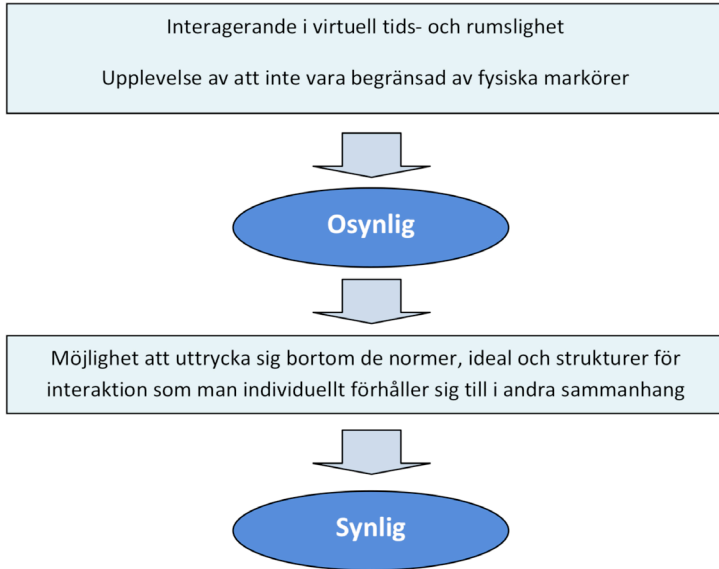 Interagerande i virtuell tids- och rumslighet
Upplevelse av att inte vara begränsad av fysiska markörer
Osynlig
Möjlighet att uttrycka sig bortom de normer, ideal och strukturer för
interaktion som man individuellt förhåller sig till i andra sammanhang
Synlig